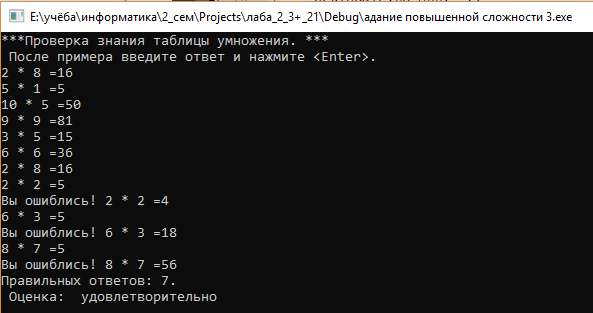 E:\учёба\информатика\2_сем\Projects\лаба_2_3+_21\Debug\адание повышенной сложности 3.exe
***Проверка знания таблицы умножения. ***
После примера введите ответ и нажмите <Enter>.
2 * 8 =16
5 * 1 =5
10 * 5 =50
9 * 9 =81
3 * 5 =15
6 * 6 =36
2 * 8 =16
2 * 2 =5
Вы ошиблись! 2 * 2 =4
6 * 3 =5
Вы ошиблись! 6 * 3 =18
8 * 7 =5
Вы ошиблись! 8 * 7 =56
Правильных ответов: 7.
Оценка:  удовлетворительно